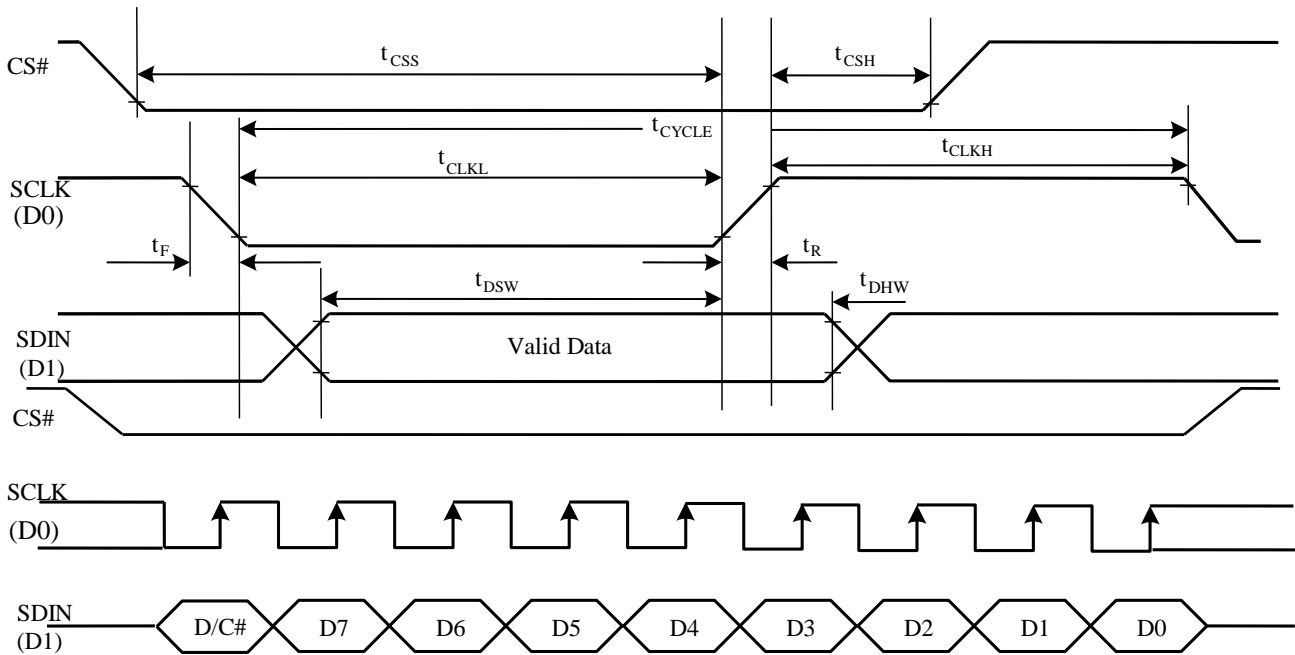 t_CSS
t_CSH
CS#
t_CYCLE
t_CLKL
t_CLKH
SCLK
(D0)
t_F
t_R
t_DSW
t_DHW
SDIN
(D1)
Valid Data
CS#
SCLK
(D0)
SDIN
(D1)
D/C# D7 D6 D5 D4 D3 D2 D1 D0